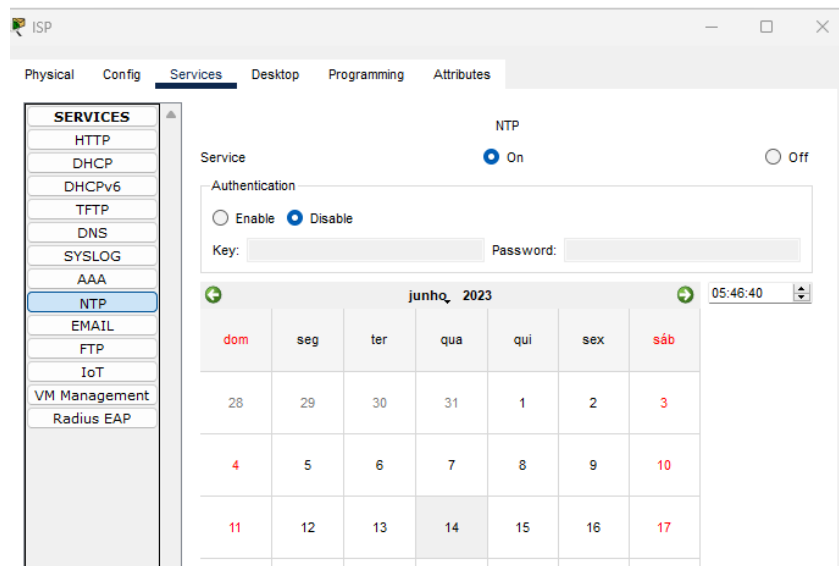 ISP
Physical Config Services Desktop Programming Attributes
SERVICES
HTTP
DHCP
DHCPv6
TFTP
DNS
SYSLOG
AAA
NTP
EMAIL
FTP
IoT
VM Management
Radius EAP
NTP
Service On Off
Authentication
Enable Disable
Key: Password:
junho 2023 05:46:40
dom seg ter qua qui sex sáb
28 29 30 31 1 2 3
4 5 6 7 8 9 10
11 12 13 14 15 16 17